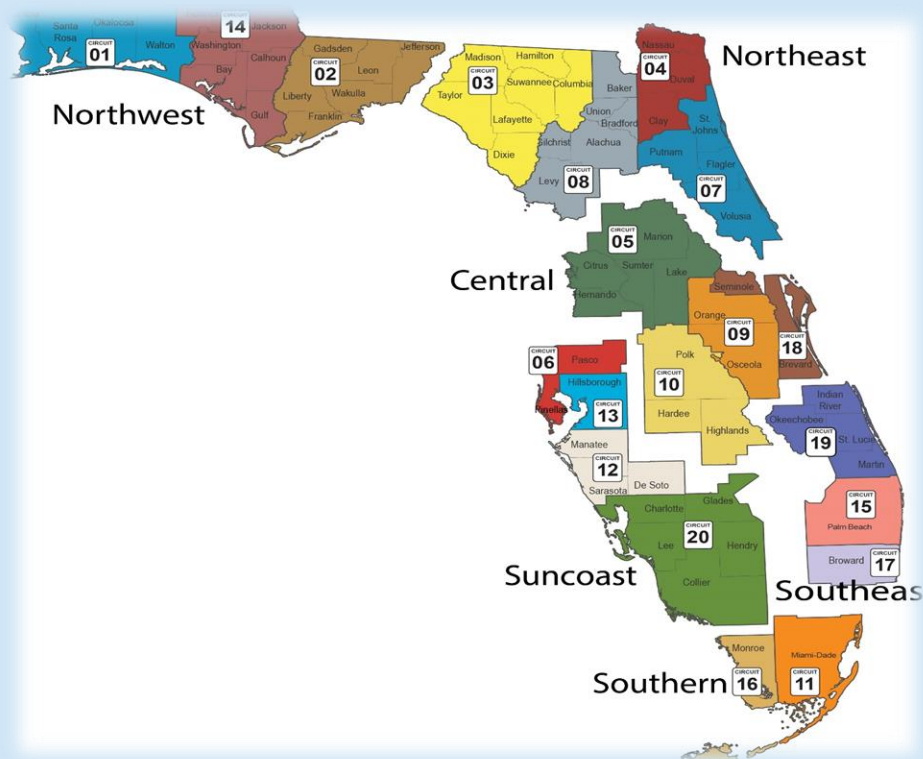 Santa
Rosa
Okaloosa
Walton
CIRCUIT
01
CIRCUIT
14
Jackson
Washington
Calhoun
Bay
Gulf
Northwest
Gadsden
Jefferson
CIRCUIT
02
Leon
Liberty
Wakulla
Franklin
Madison
Hamilton
CIRCUIT
03
Suwannee
Columbia
Taylor
Lafayette
Dixie
Baker
Union
Bradford
Gilchrist
Alachua
Levy
CIRCUIT
08
Nassau
CIRCUIT
04
Duval
Clay
Northeast
St.
Johns
Putnam
Flagler
CIRCUIT
07
Volusia
Central
CIRCUIT
05
Marion
Citrus
Sumter
Lake
Hernando
Seminole
Orange
CIRCUIT
09
Osceola
CIRCUIT
18
Brevard
CIRCUIT
06
Pasco
Pinellas
Hillsborough
CIRCUIT
13
Polk
CIRCUIT
10
Hardee
Highlands
Manatee
CIRCUIT
12
Sarasota
De Soto
Indian
River
Okeechobee
CIRCUIT
19
St. Lucie
Martin
CIRCUIT
15
Palm Beach
Broward
CIRCUIT
17
Southeas
Charlotte
Glades
CIRCUIT
20
Lee
Hendry
Collier
Suncoast
Monroe
CIRCUIT
16
Miami-Dade
CIRCUIT
11
Southern